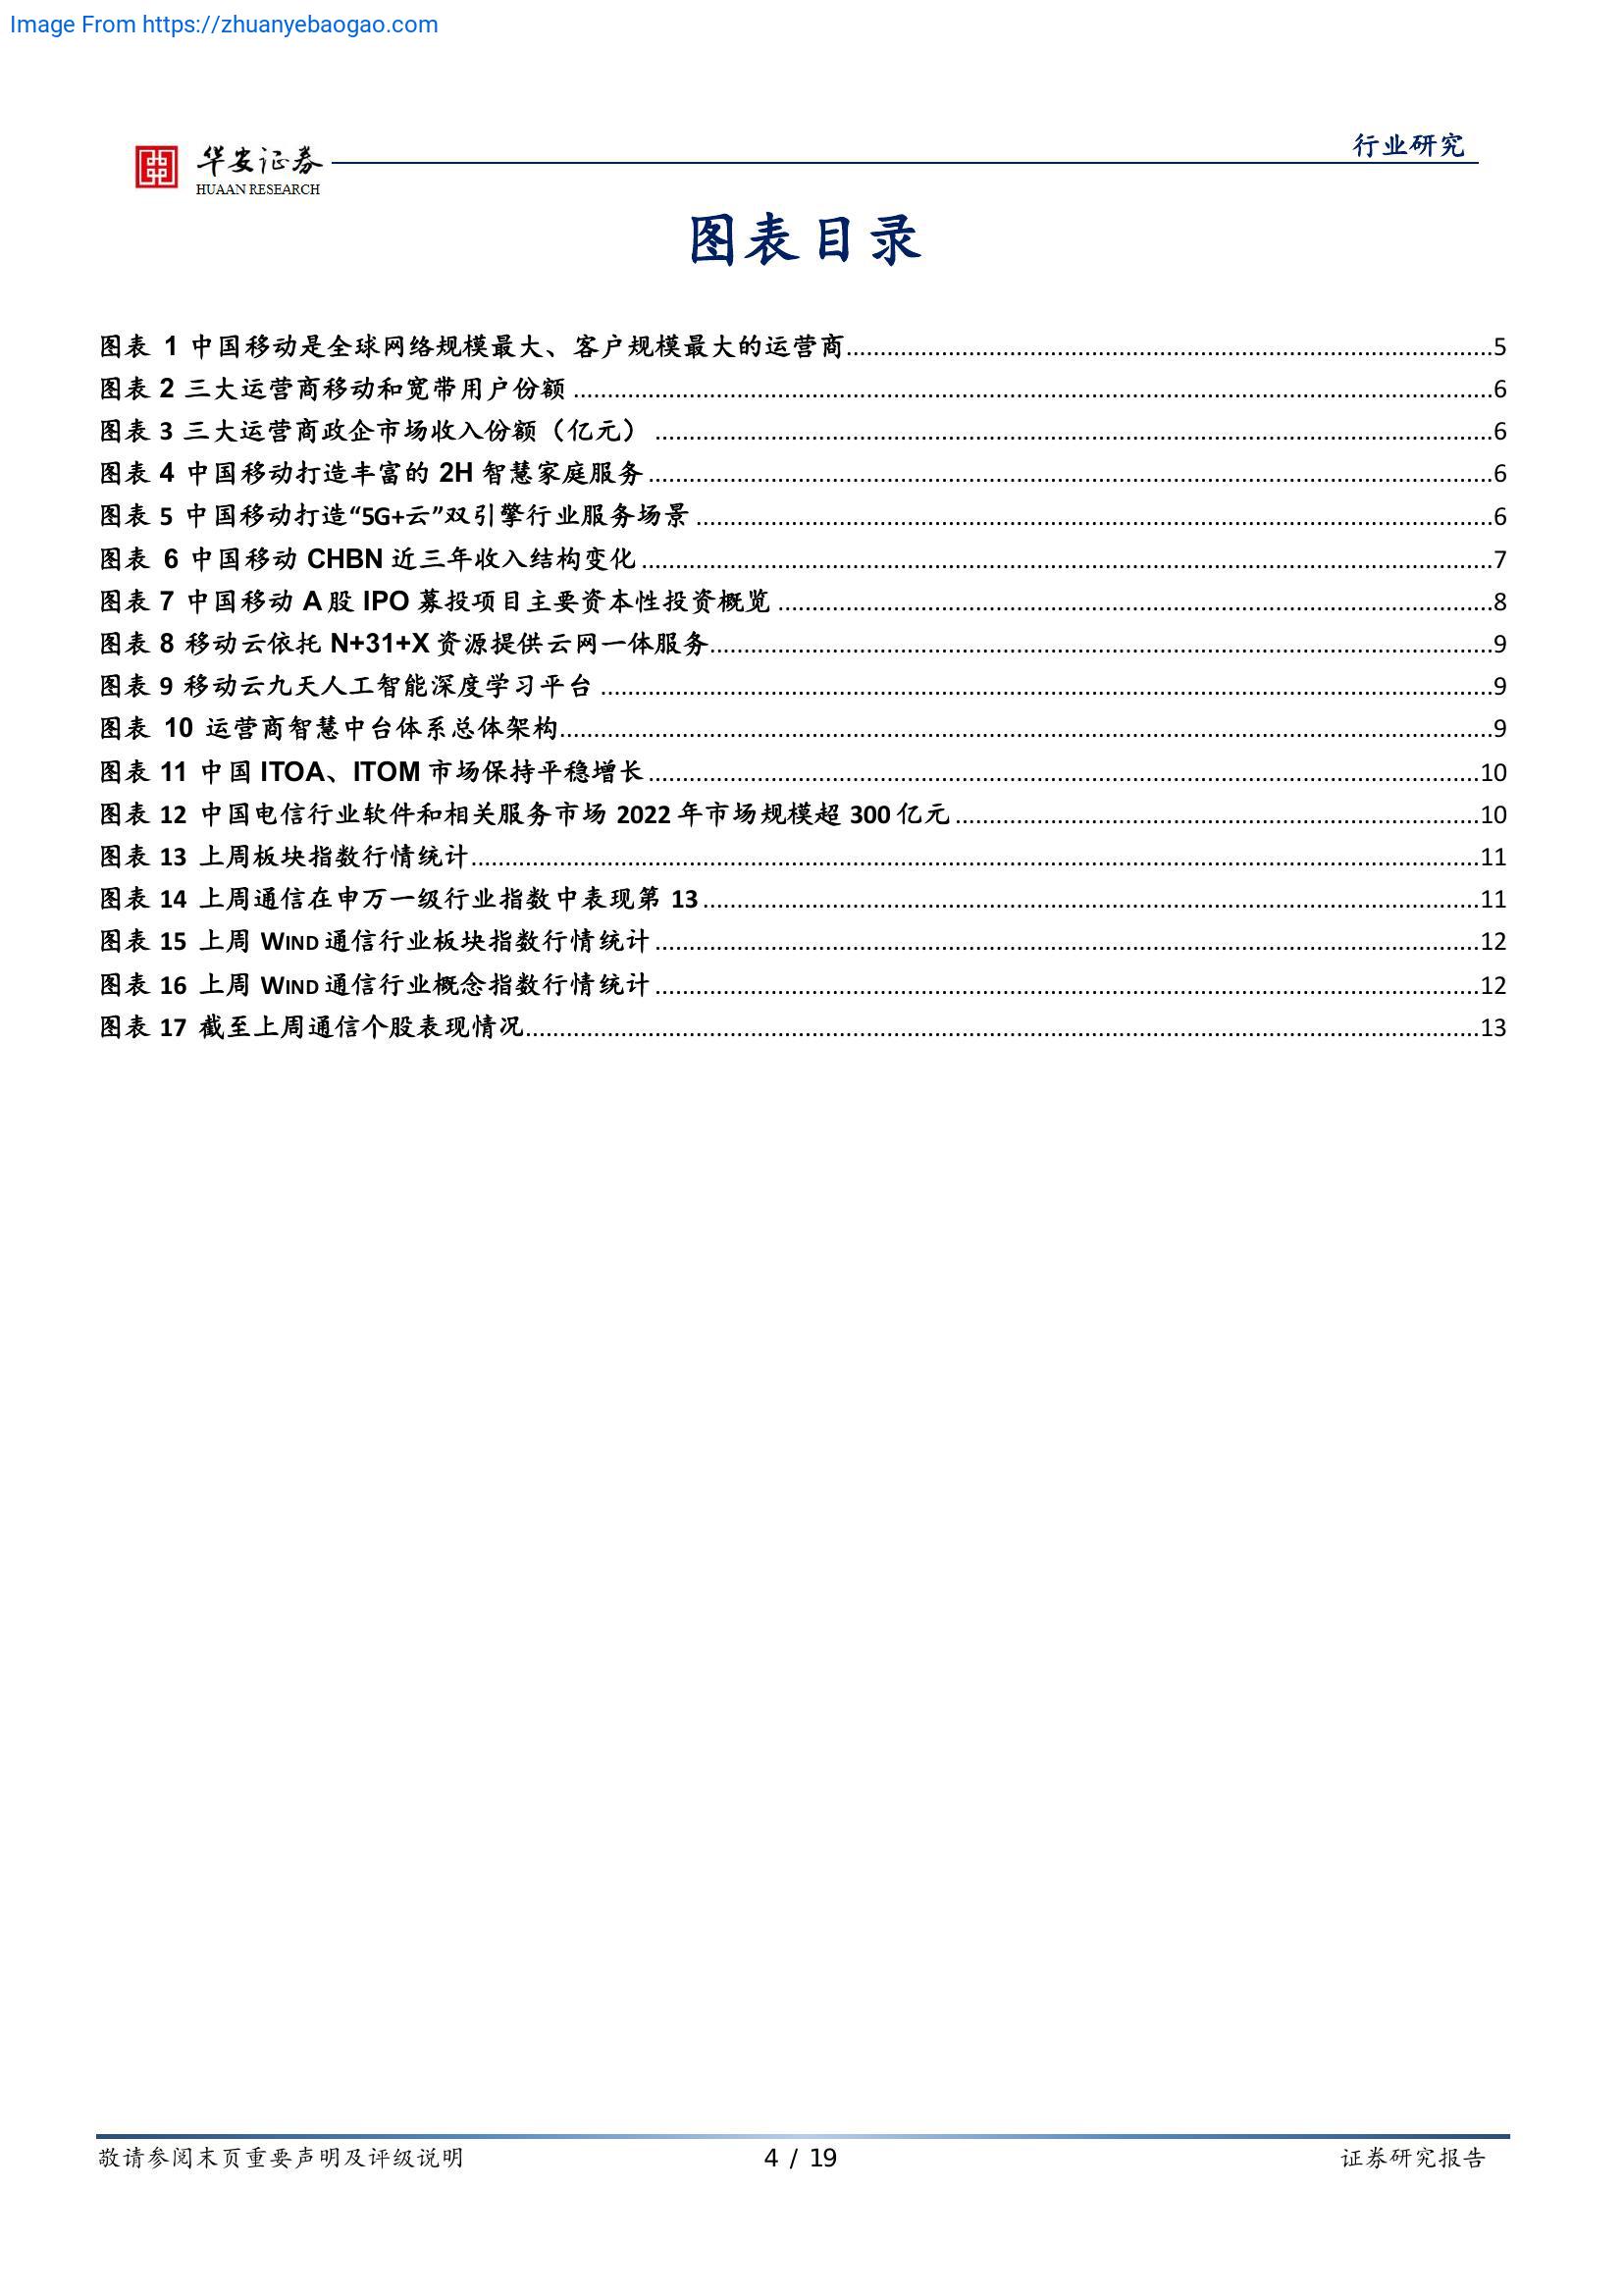 Image From https://zhuanyebaogao.com
行业研究
华安证券
HUAAN RESEARCH
图表目录
图表 1 中国移动是全球网络规模最大、客户规模最大的运营商....................5
图表 2 三大运营商移动和宽带用户份额....................6
图表 3 三大运营商政企市场收入份额（亿元）....................6
图表 4 中国移动打造丰富的 2H 智慧家庭服务....................6
图表 5 中国移动打造“5G+云”双引擎行业服务场景....................6
图表 6 中国移动 CHBN 近三年收入结构变化....................7
图表 7 中国移动 A 股 IPO 募投项目主要资本性投资概览....................8
图表 8 移动云依托 N+31+X 资源提供云网一体服务....................9
图表 9 移动云九天人工智能深度学习平台....................9
图表 10 运营商智慧中台体系总体架构....................9
图表 11 中国 ITOA、ITOM 市场保持平稳增长....................10
图表 12 中国电信行业软件和相关服务市场 2022 年市场规模超 300 亿元....................10
图表 13 上周板块指数行情统计....................11
图表 14 上周通信在申万一级行业指数中表现第 13....................11
图表 15 上周 WIND 通信行业板块指数行情统计....................12
图表 16 上周 WIND 通信行业概念指数行情统计....................12
图表 17 截至上周通信个股表现情况....................13
敬请参阅末页重要声明及评级说明
4 / 19
证券研究报告